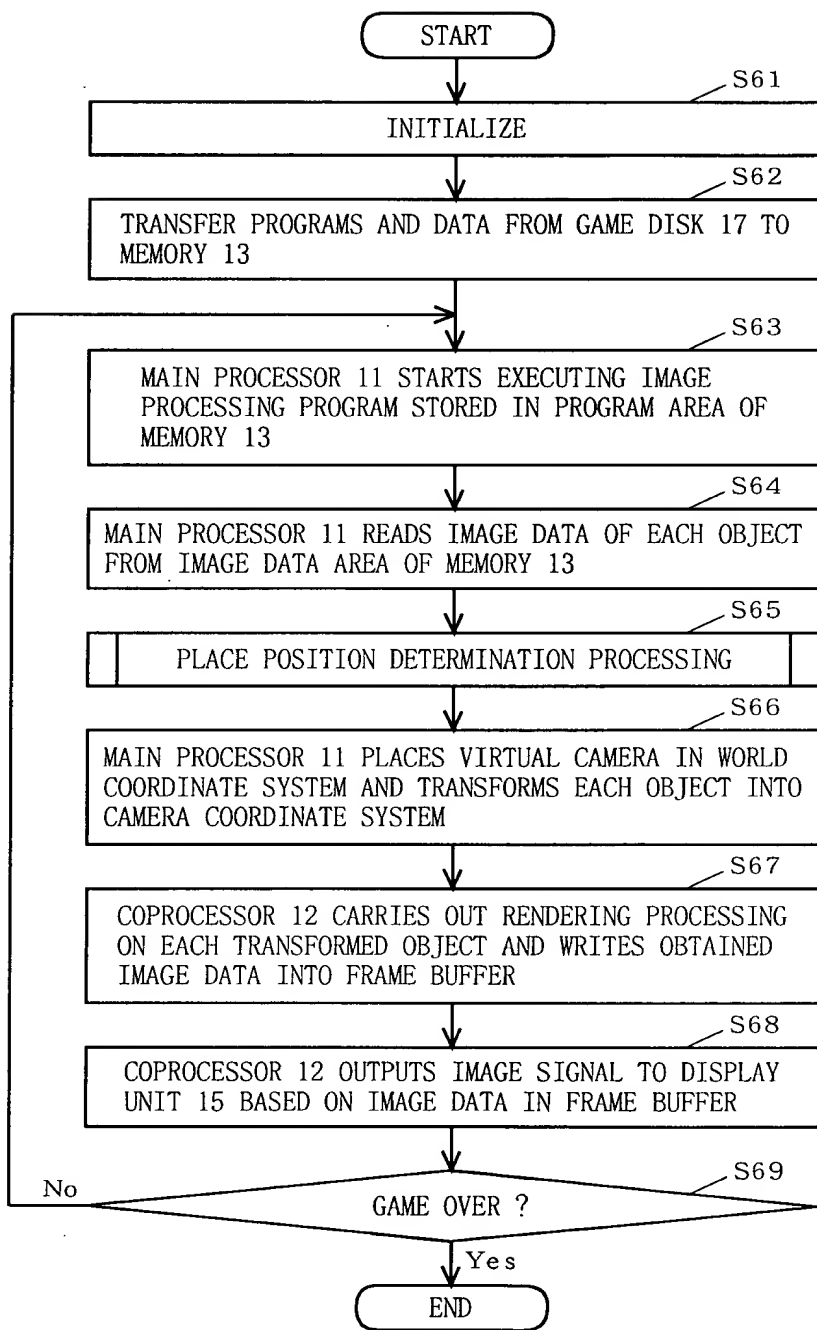 START
S61
INITIALIZE
S62
TRANSFER PROGRAMS AND DATA FROM GAME DISK 17 TO
MEMORY 13
S63
MAIN PROCESSOR 11 STARTS EXECUTING IMAGE
PROCESSING PROGRAM STORED IN PROGRAM AREA OF
MEMORY 13
S64
MAIN PROCESSOR 11 READS IMAGE DATA OF EACH OBJECT
FROM IMAGE DATA AREA OF MEMORY 13
S65
PLACE POSITION DETERMINATION PROCESSING
S66
MAIN PROCESSOR 11 PLACES VIRTUAL CAMERA IN WORLD
COORDINATE SYSTEM AND TRANSFORMS EACH OBJECT INTO
CAMERA COORDINATE SYSTEM
S67
COPROCESSOR 12 CARRIES OUT RENDERING PROCESSING
ON EACH TRANSFORMED OBJECT AND WRITES OBTAINED
IMAGE DATA INTO FRAME BUFFER
S68
COPROCESSOR 12 OUTPUTS IMAGE SIGNAL TO DISPLAY
UNIT 15 BASED ON IMAGE DATA IN FRAME BUFFER
S69
No
GAME OVER ?
Yes
END